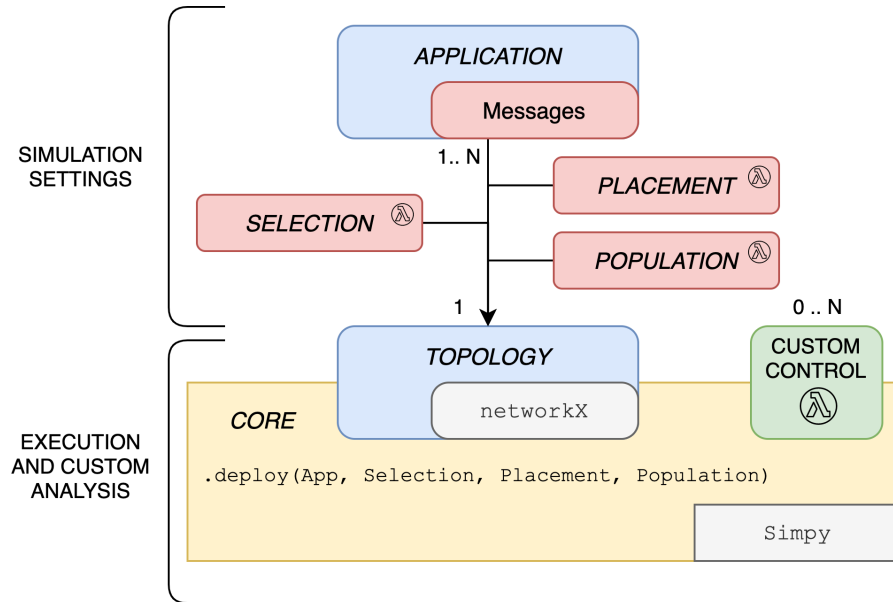 APPLICATION
Messages
SIMULATION
SETTINGS
1.. N
PLACEMENT λ
SELECTION λ
POPULATION λ
1
0 .. N
TOPOLOGY
networkX
CUSTOM
CONTROL
λ
CORE
EXECUTION
AND CUSTOM
ANALYSIS
.deploy(App, Selection, Placement, Population)
Simpy